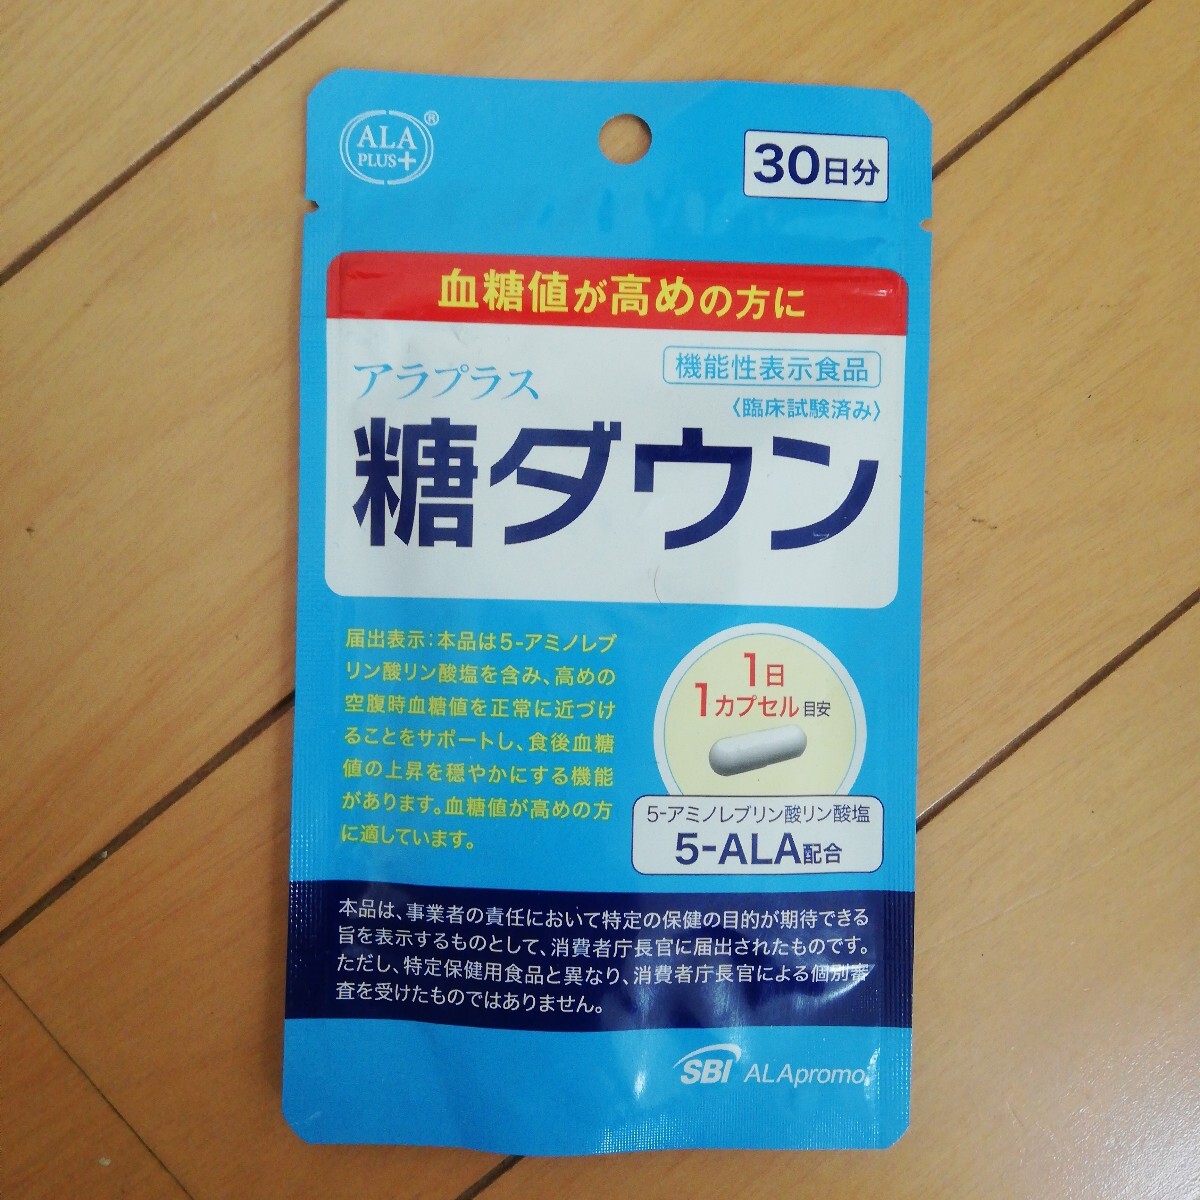 ALA
PLUS+
®
30日分
血糖値が高めの方に
アラプラス
機能性表示食品
〈臨床試験済み〉
糖ダウン
届出表示:本品は5-アミノレブ
リン酸リン酸塩を含み、高めの
空腹時血糖値を正常に近づけ
ることをサポートし、食後血糖
値の上昇を穏やかにする機能
があります。血糖値が高めの方
に適しています。
1日
1カプセル目安
5-アミノレブリン酸リン酸塩
5-ALA配合
本品は、事業者の責任において特定の保健の目的が期待できる
旨を表示するものとして、消費者庁長官に届出されたものです。
ただし、特定保健用食品と異なり、消費者庁長官による個別審
査を受けたものではありません。
SBI ALApromo